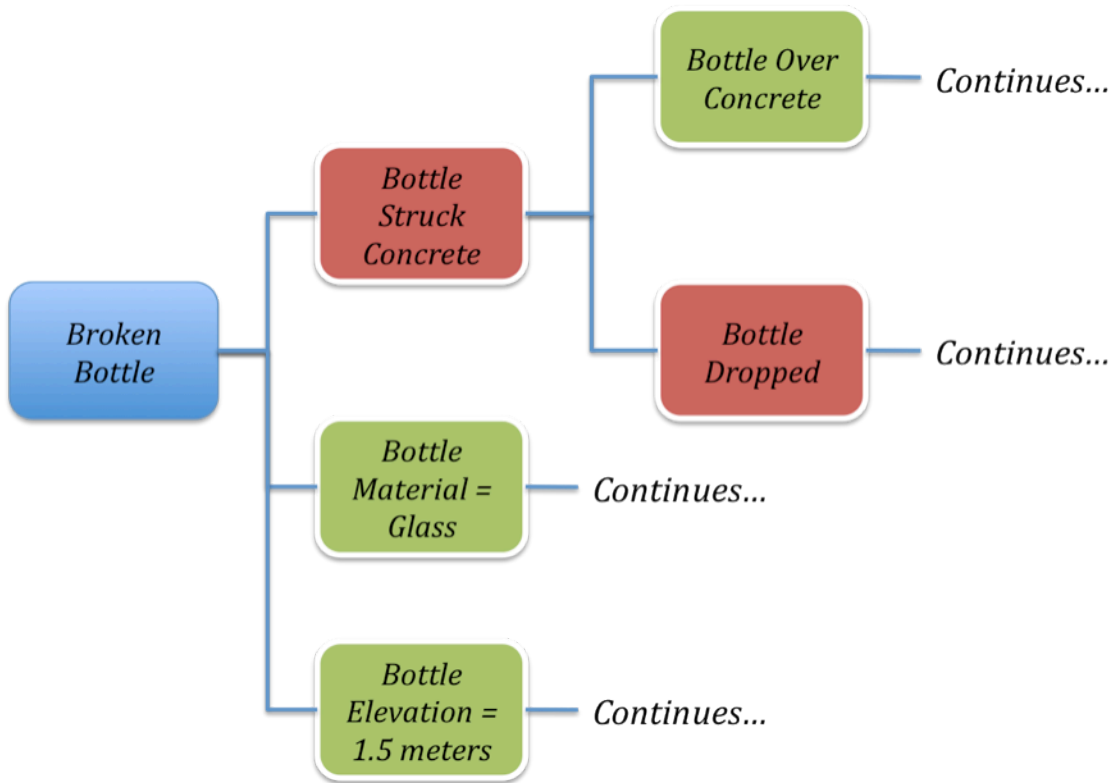 Bottle Over
Concrete
Continues...
Bottle
Struck
Concrete
Broken
Bottle
Bottle
Dropped
Continues...
Bottle
Material =
Glass
Continues...
Bottle
Elevation =
1.5 meters
Continues...